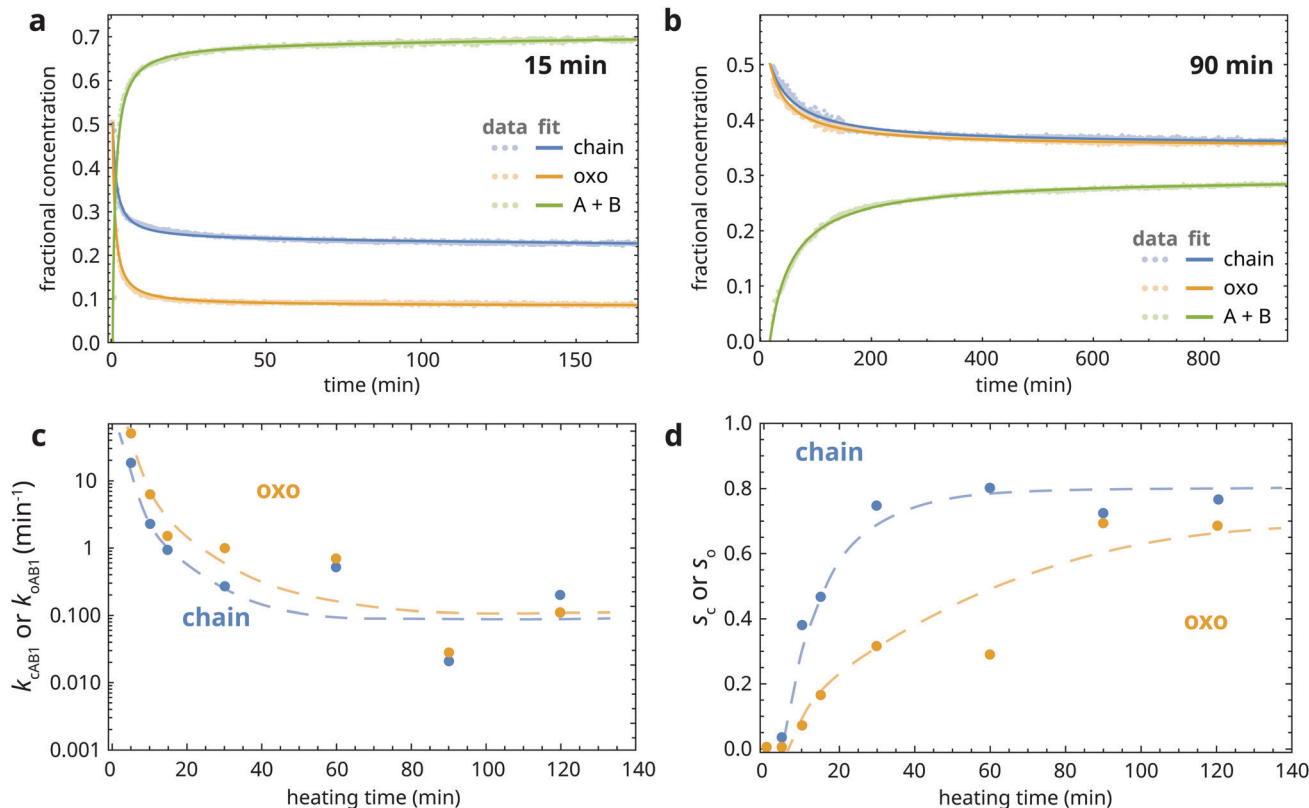 a
15 min
data fit
chain
oxo
A + B
fractional concentration
0.7
0.6
0.5
0.4
0.3
0.2
0.1
0.0
0 50 100 150
time (min)
b
90 min
data fit
chain
oxo
A + B
fractional concentration
0.5
0.4
0.3
0.2
0.1
0.0
0 200 400 600 800
time (min)
c
oxo
chain
kcAB1 or koAB1 (min-1)
10
1
0.100
0.010
0.001
0 20 40 60 80 100 120 140
heating time (min)
d
chain
oxo
sc or so
1.0
0.8
0.6
0.4
0.2
0.0
0 20 40 60 80 100 120 140
heating time (min)